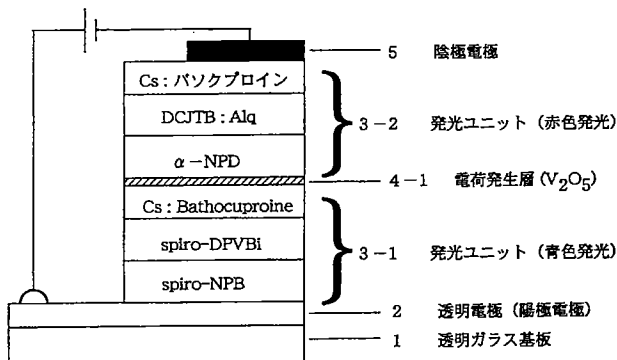 5 陰極電極
Cs：バソクプロイン
DCJTB：Alq
α－NPD
3－2 発光ユニット（赤色発光）
4－1 電荷発生層（V₂O₅）
Cs：Bathocuproine
spiro-DPVBi
spiro-NPB
3－1 発光ユニット（青色発光）
2 透明電極（陽極電極）
1 透明ガラス基板